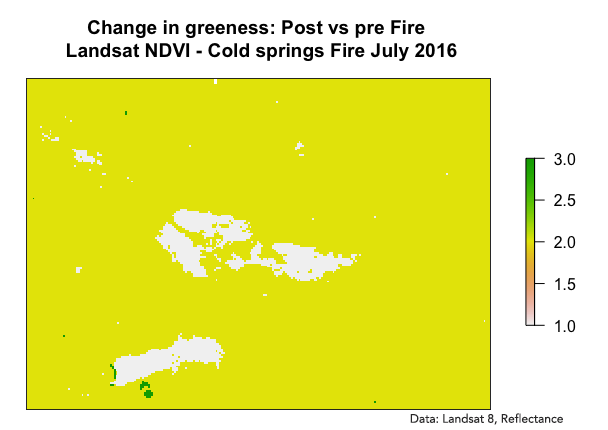 Change in greeness: Post vs pre Fire
Landsat NDVI - Cold springs Fire July 2016
3.0
2.5
2.0
1.5
1.0
Data: Landsat 8, Reflectance